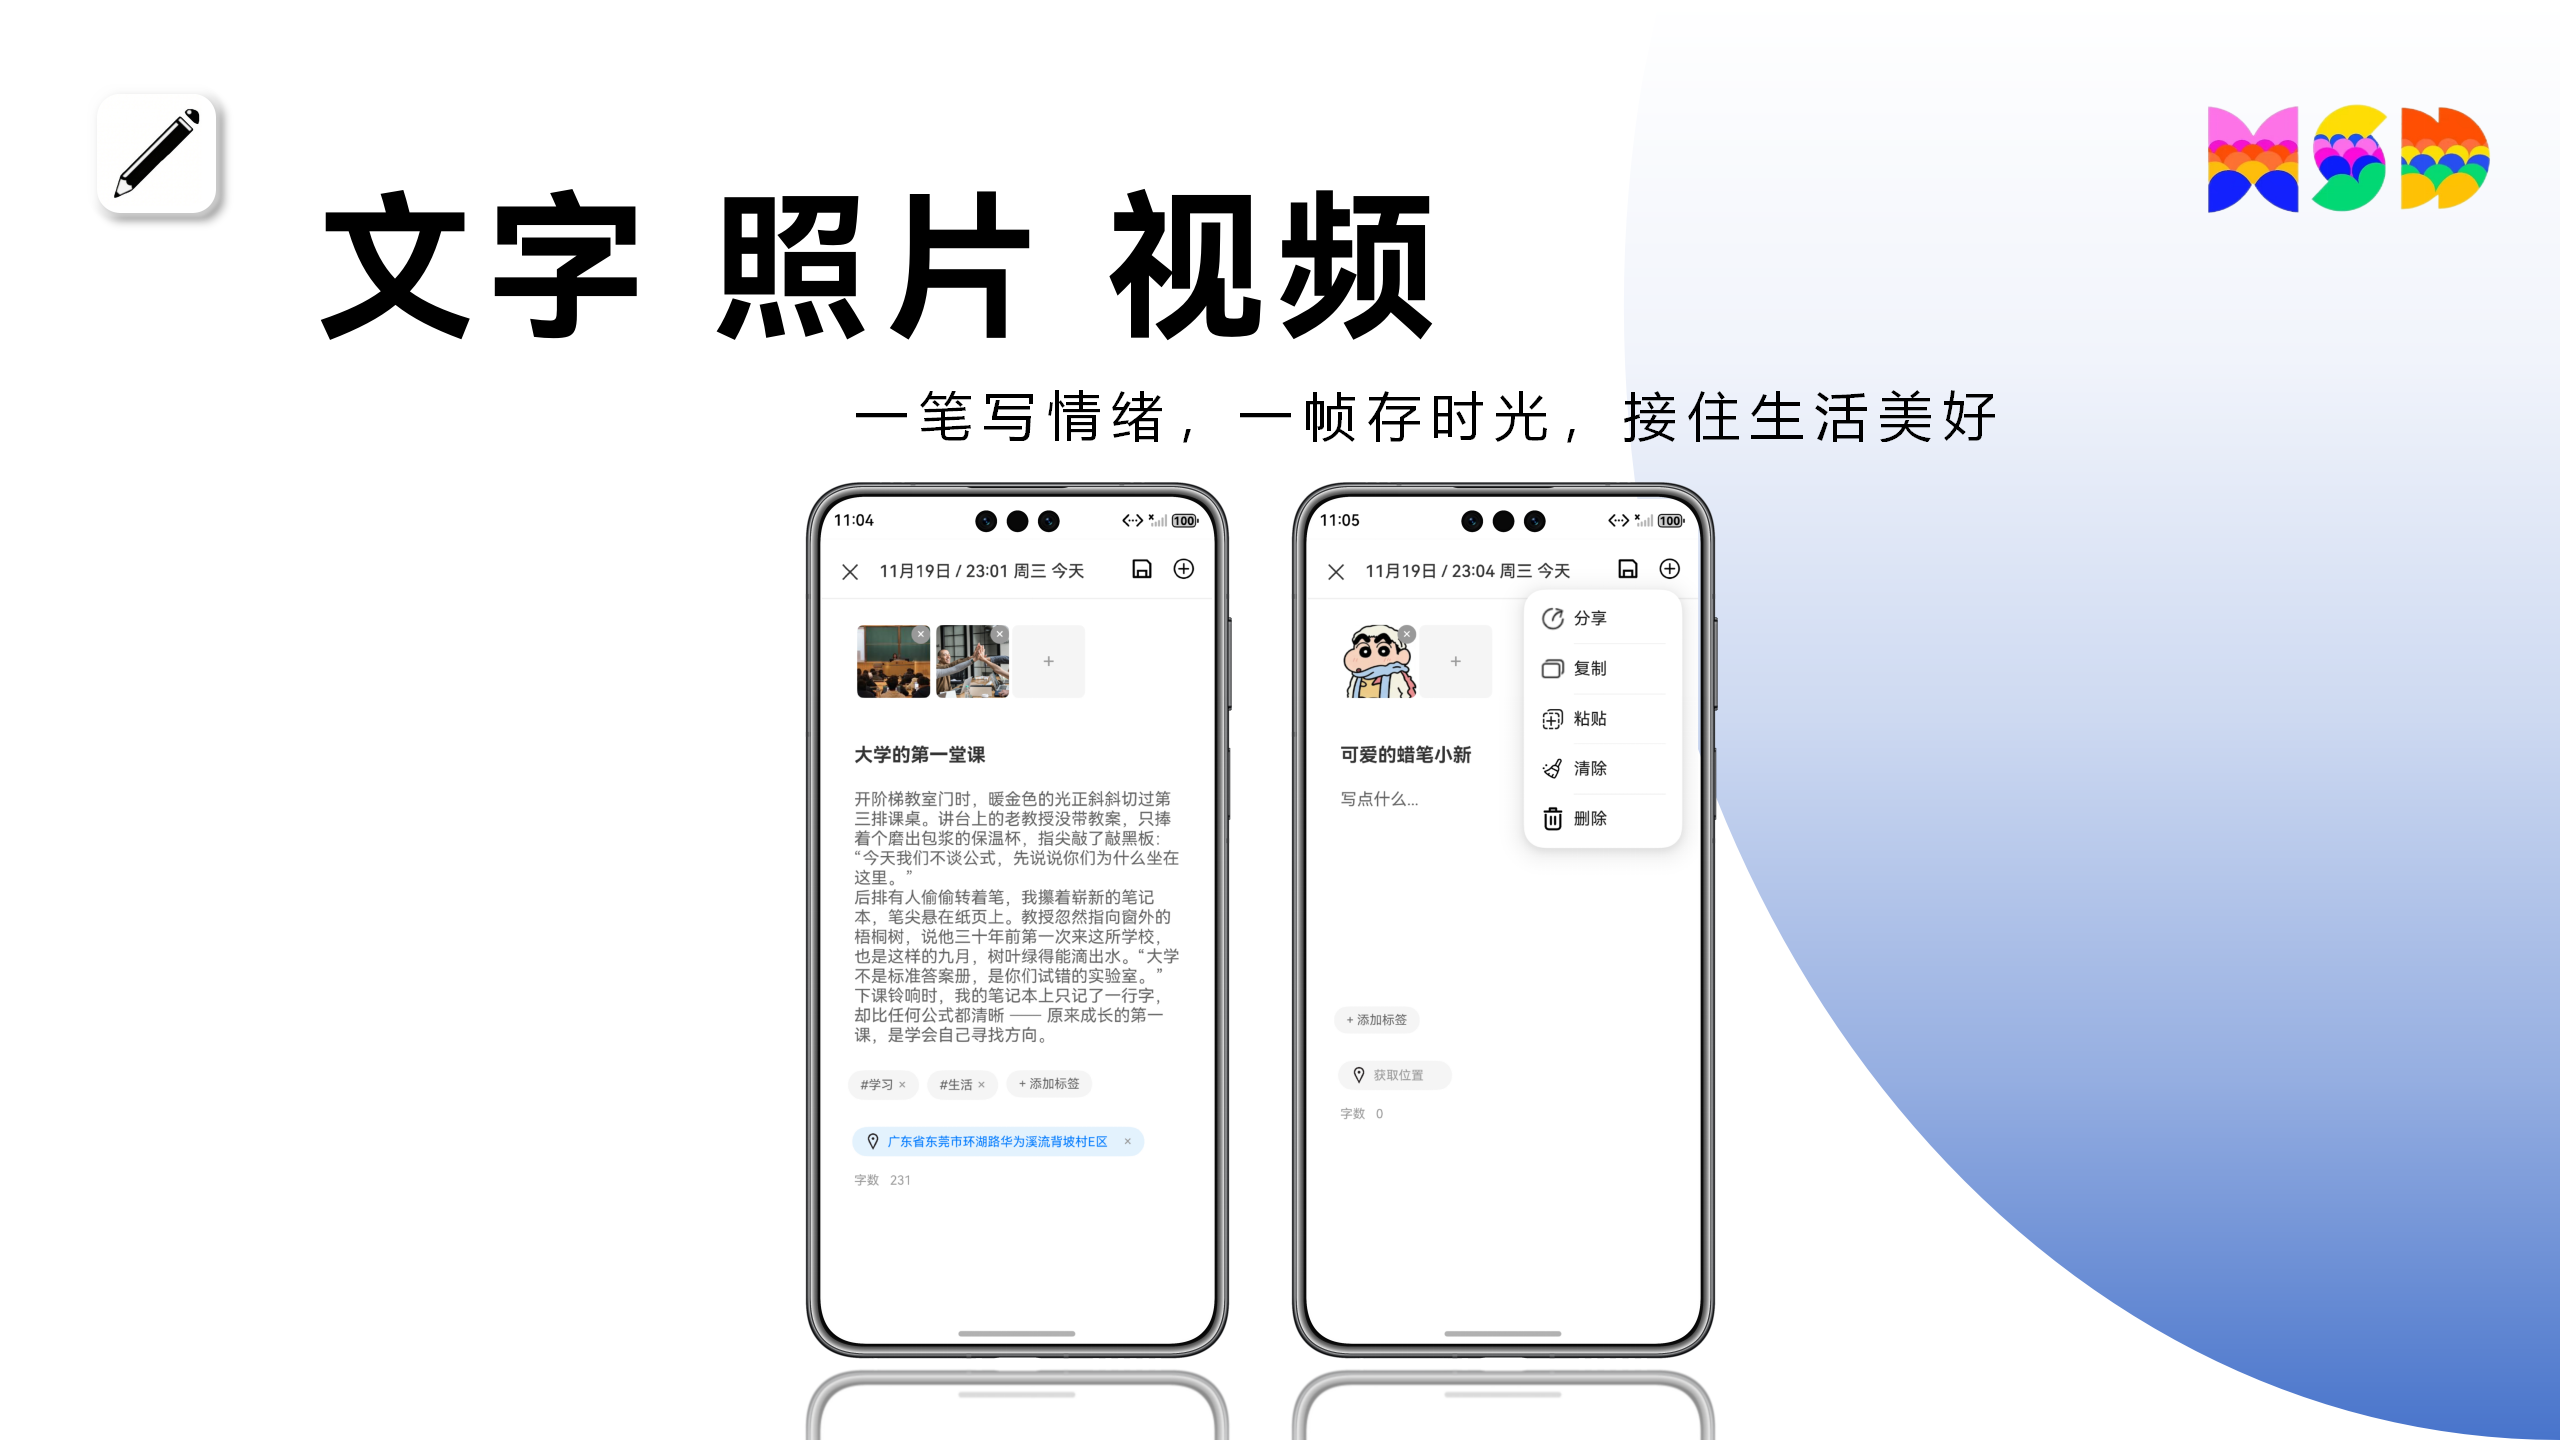 MSD
文字 照片 视频
一笔写情绪，一帧存时光，接住生活美好
11:04
100
11月19日 / 23:01 周三 今天
大学的第一堂课
开阶梯教室门时，暖金色的光正斜斜切过第
三排课桌。讲台上的老教授没带教案，只捧
着个磨出包浆的保温杯，指尖敲了敲黑板：
“今天我们不谈公式，先说说你们为什么坐在
这里。”
后排有人偷偷转着笔，我攥着崭新的笔记
本，笔尖悬在纸页上。教授忽然指向窗外的
梧桐树，说他三十年前第一次来这所学校，
也是这样的九月，树叶绿得能滴出水。“大学
不是标准答案册，是你们试错的实验室。”
下课铃响时，我的笔记本上只记了一行字，
却比任何公式都清晰 —— 原来成长的第一
课，是学会自己寻找方向。
#学习 × #生活 × + 添加标签
广东省东莞市环湖路华为溪流背坡村E区 ×
字数 231
11:05
100
11月19日 / 23:04 周三 今天
分享
复制
粘贴
清除
删除
可爱的蜡笔小新
写点什么...
+ 添加标签
获取位置
字数 0